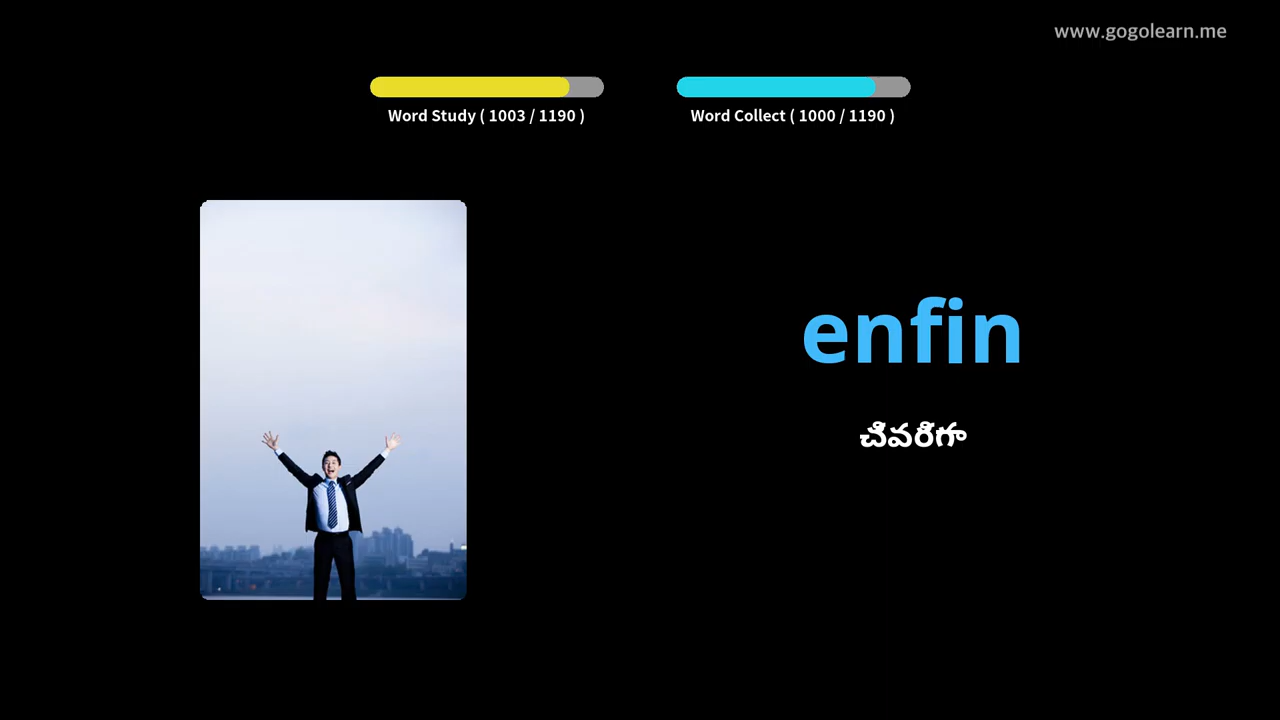 www.gogolearn.me
Word Study ( 1003 / 1190 )
Word Collect ( 1000 / 1190 )
enfin
చివరిగా